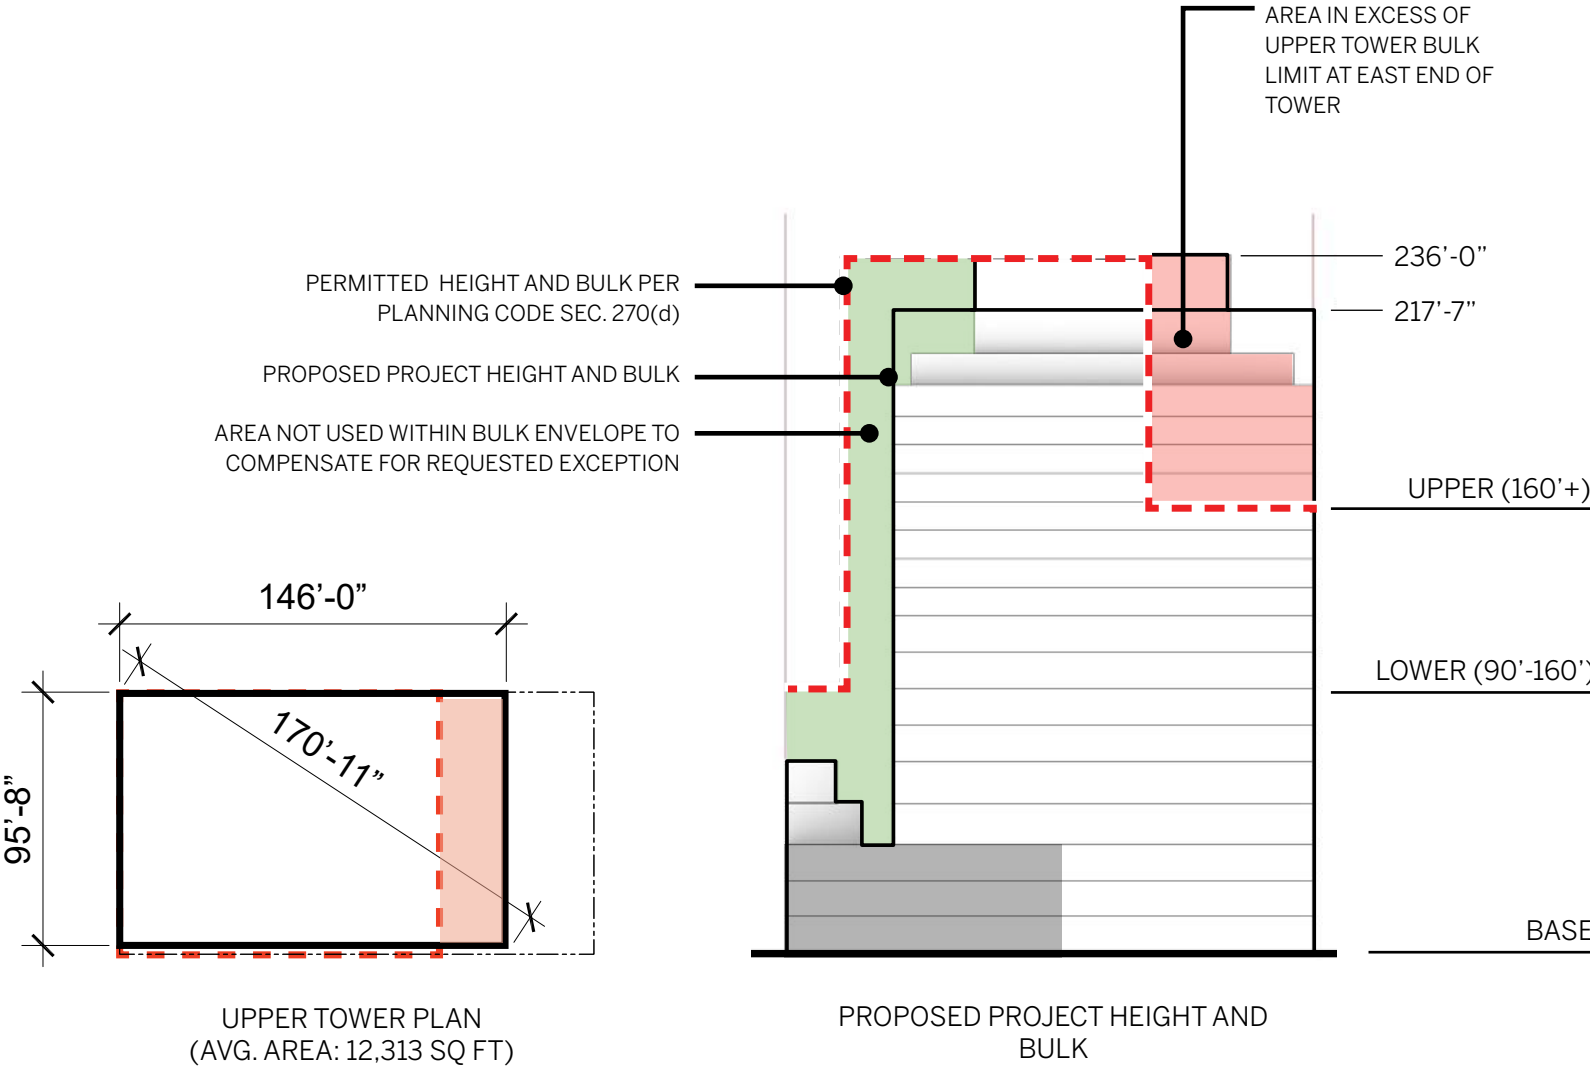 AREA IN EXCESS OF
UPPER TOWER BULK
LIMIT AT EAST END OF
TOWER
236'-0”
217'-7”
PERMITTED HEIGHT AND BULK PER
PLANNING CODE SEC. 270(d)
PROPOSED PROJECT HEIGHT AND BULK
AREA NOT USED WITHIN BULK ENVELOPE TO
COMPENSATE FOR REQUESTED EXCEPTION
UPPER (160’+)
LOWER (90’-160’)
BASE
146’-0”
170’-11”
95’-8”
UPPER TOWER PLAN
(AVG. AREA: 12,313 SQ FT)
PROPOSED PROJECT HEIGHT AND
BULK